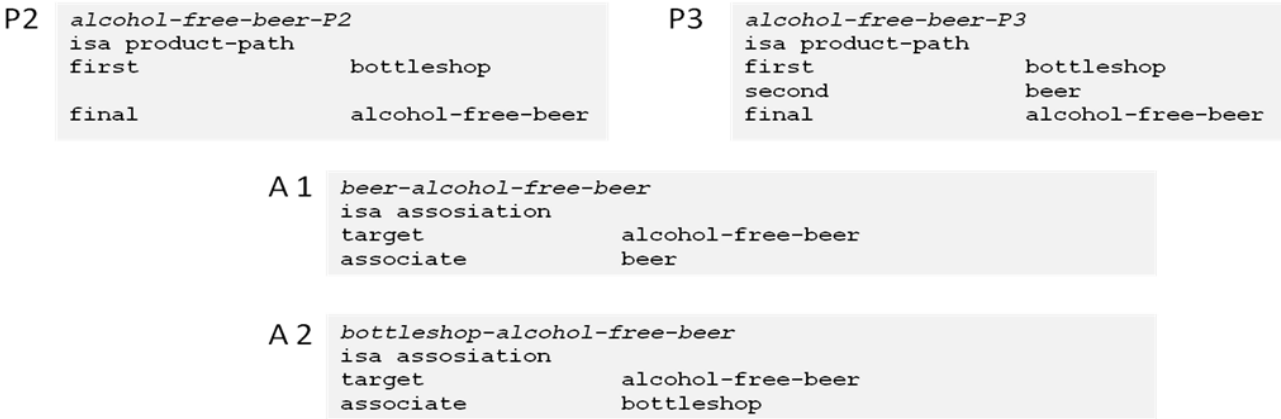 P2
alcohol-free-beer-P2
isa product-path
first bottleshop
final alcohol-free-beer
P3
alcohol-free-beer-P3
isa product-path
first bottleshop
second beer
final alcohol-free-beer
A 1
beer-alcohol-free-beer
isa assosiation
target alcohol-free-beer
associate beer
A 2
bottleshop-alcohol-free-beer
isa assosiation
target alcohol-free-beer
associate bottleshop